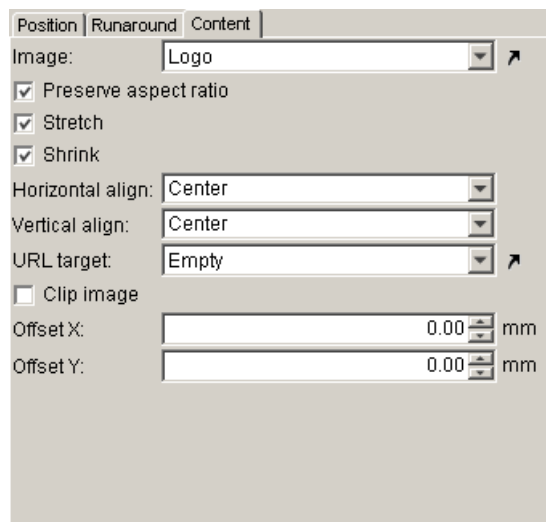 Position Runaround Content
Image: Logo
Preserve aspect ratio
Stretch
Shrink
Horizontal align: Center
Vertical align: Center
URL target: Empty
Clip image
Offset X: 0.00 mm
Offset Y: 0.00 mm